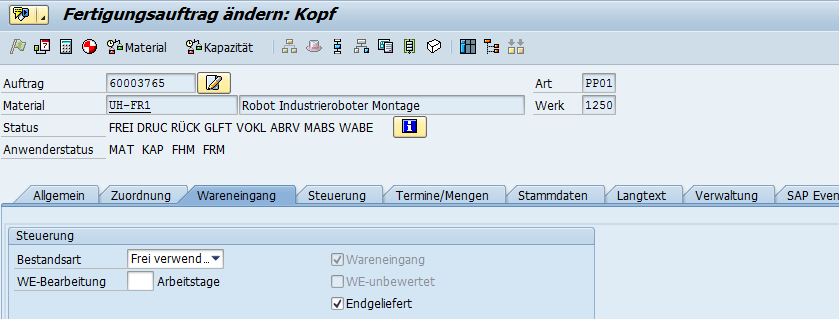 Fertigungsauftrag ändern: Kopf
Material Kapazität
Auftrag 60003765 Art PP01
Material UH-FR1 Robot Industrieroboter Montage Werk 1250
Status FREI DRUC RÜCK GLFT VOKL ABRV MABS WABE
Anwenderstatus MAT KAP FHM FRM
Allgemein Zuordnung Wareneingang Steuerung Termine/Mengen Stammdaten Langtext Verwaltung SAP Even
Steuerung
Bestandsart Frei verwend... Wareneingang
WE-Bearbeitung Arbeitstage WE-unbewertet
Endgeliefert